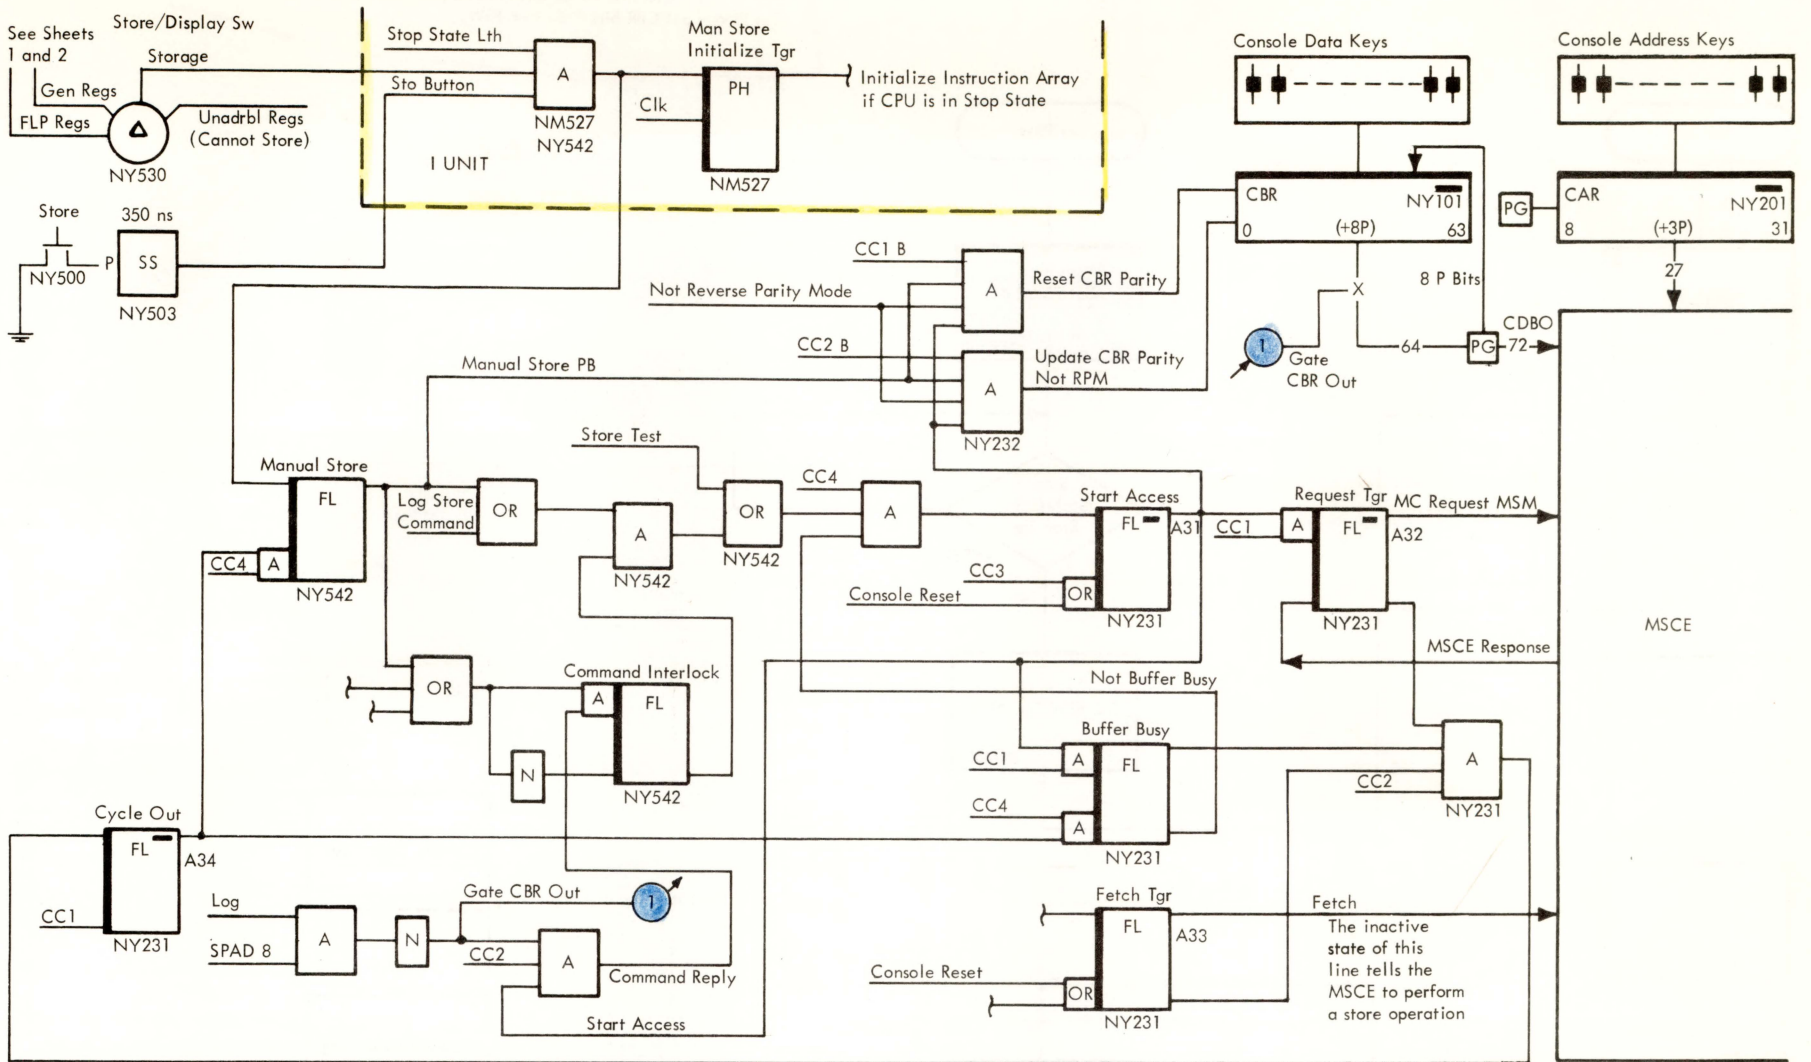 Store/Display Sw
See Sheets
1 and 2
Storage
Gen Regs
FLP Regs
Unadrbl Regs
(Cannot Store)
NY530
Stop State Lth
Sto Button
A
NM527
NY542
I UNIT
Man Store
Initialize Tgr
PH
Clk
NM527
Initialize Instruction Array
if CPU is in Stop State
Console Data Keys
CBR
NY101
0
(+8P)
63
Console Address Keys
PG
CAR
NY201
8
(+3P)
31
27
Store
NY500
P
350 ns
SS
NY503
CC1 B
Not Reverse Parity Mode
A
Reset CBR Parity
CC2 B
Manual Store PB
A
Update CBR Parity
Not RPM
NY232
X
8 P Bits
1
Gate
CBR Out
64
PG
CDBO
72
Manual Store
FL
CC4
A
NY542
Log Store
Command
OR
Store Test
A
NY542
OR
NY542
CC4
A
Start Access
FL
A31
CC3
Console Reset
OR
NY231
Request Tgr
CC1
A
FL
A32
NY231
MC Request MSM
MSCE Response
MSCE
OR
Command Interlock
A
FL
N
NY542
Not Buffer Busy
Buffer Busy
CC1
A
FL
CC4
A
NY231
A
CC2
NY231
Cycle Out
FL
A34
CC1
NY231
Log
SPAD 8
A
N
Gate CBR Out
1
CC2
A
Command Reply
Start Access
Fetch Tgr
FL
A33
Console Reset
OR
NY231
Fetch
The inactive
state of this
line tells the
MSCE to perform
a store operation